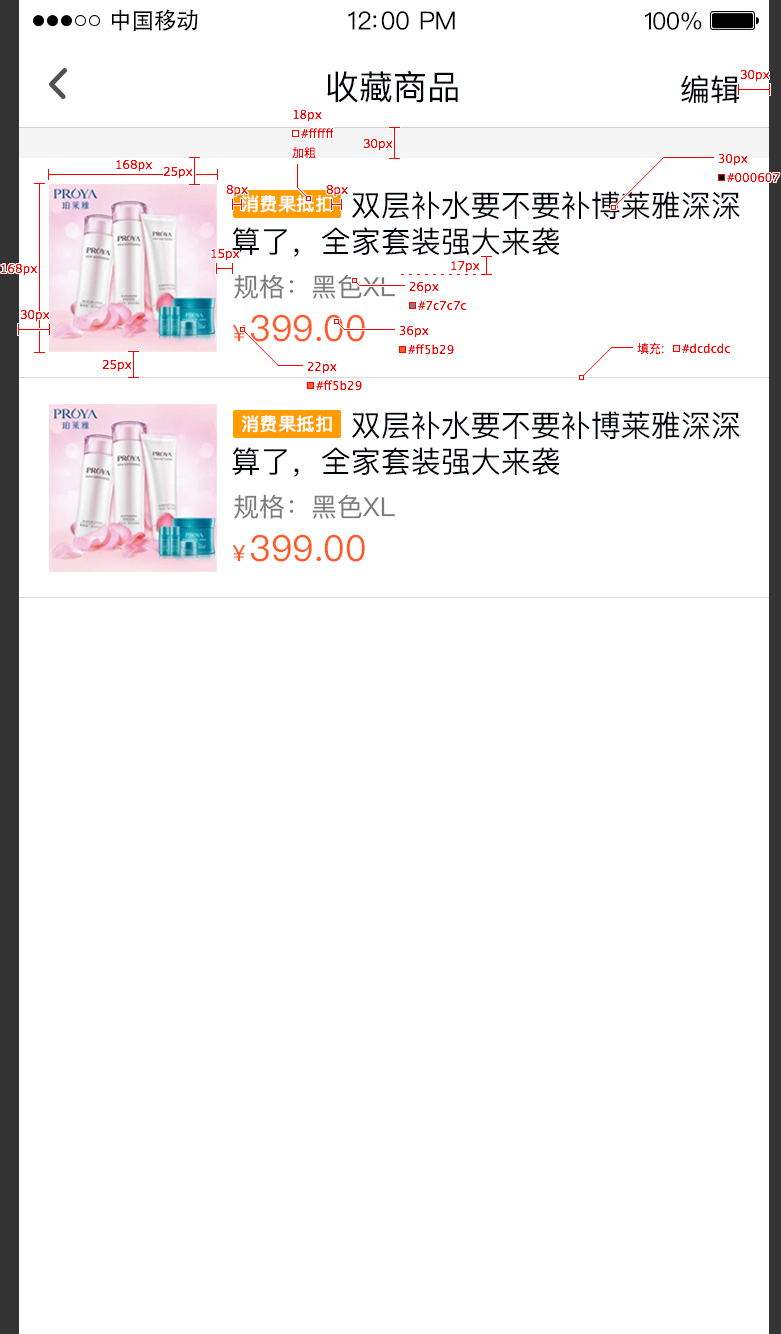 中国移动 12:00 PM 100%
收藏商品 编辑
30px
18px
#ffffff
加粗
30px
168px
25px
30px
#000607
8px 8px
PROYA
珀莱雅
消费果抵扣 双层补水要不要补博莱雅深深
算了，全家套装强大来袭
15px
17px
168px
规格：黑色XL
26px
#7c7c7c
30px
¥399.00
36px
#ff5b29
填充: #dcdcdc
25px
22px
#ff5b29
PROYA
珀莱雅
消费果抵扣 双层补水要不要补博莱雅深深
算了，全家套装强大来袭
规格：黑色XL
¥399.00